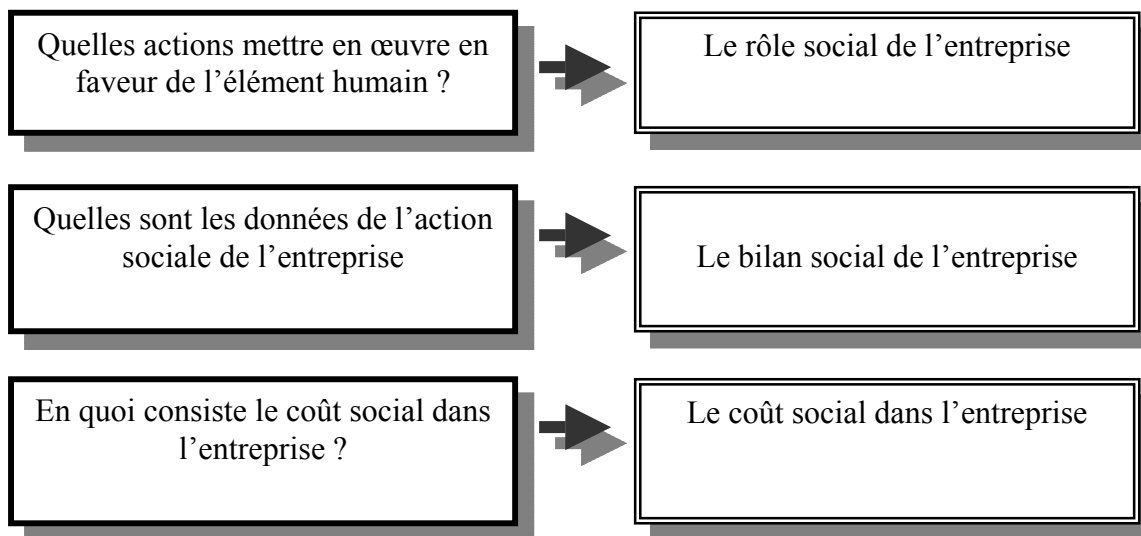 Quelles actions mettre en œuvre en
faveur de l’élément humain ?
Le rôle social de l’entreprise
Quelles sont les données de l’action
sociale de l’entreprise
Le bilan social de l’entreprise
En quoi consiste le coût social dans
l’entreprise ?
Le coût social dans l’entreprise